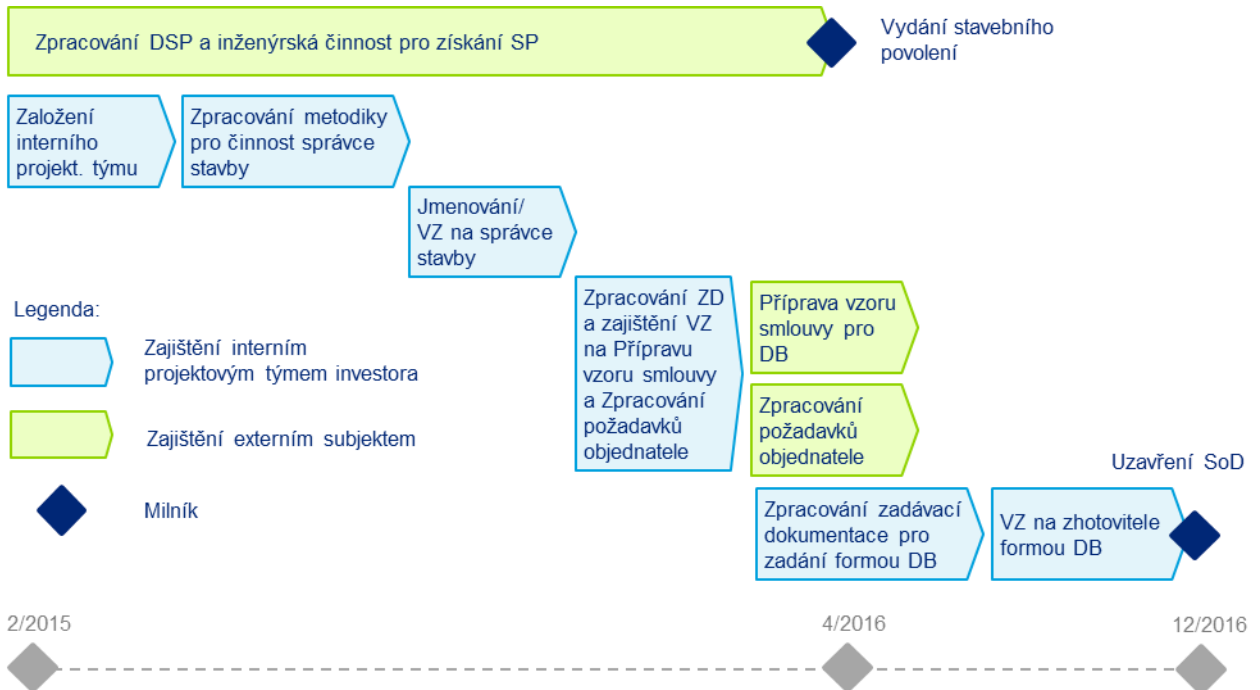 Zpracování DSP a inženýrská činnost pro získání SP
Vydání stavebního
povolení
Založení
interního
projekt. týmu
Zpracování metodiky
pro činnost správce
stavby
Jmenování/
VZ na správce
stavby
Zpracování ZD
a zajištění VZ
na Přípravu
vzoru smlouvy
a Zpracování
požadavků
objednatele
Příprava vzoru
smlouvy pro
DB
Zpracování
požadavků
objednatele
Legenda:
Zajištění interním
projektovým týmem investora
Zajištění externím subjektem
Milník
Uzavření SoD
Zpracování zadávací
dokumentace pro
zadání formou DB
VZ na zhotovitele
formou DB
2/2015
4/2016
12/2016